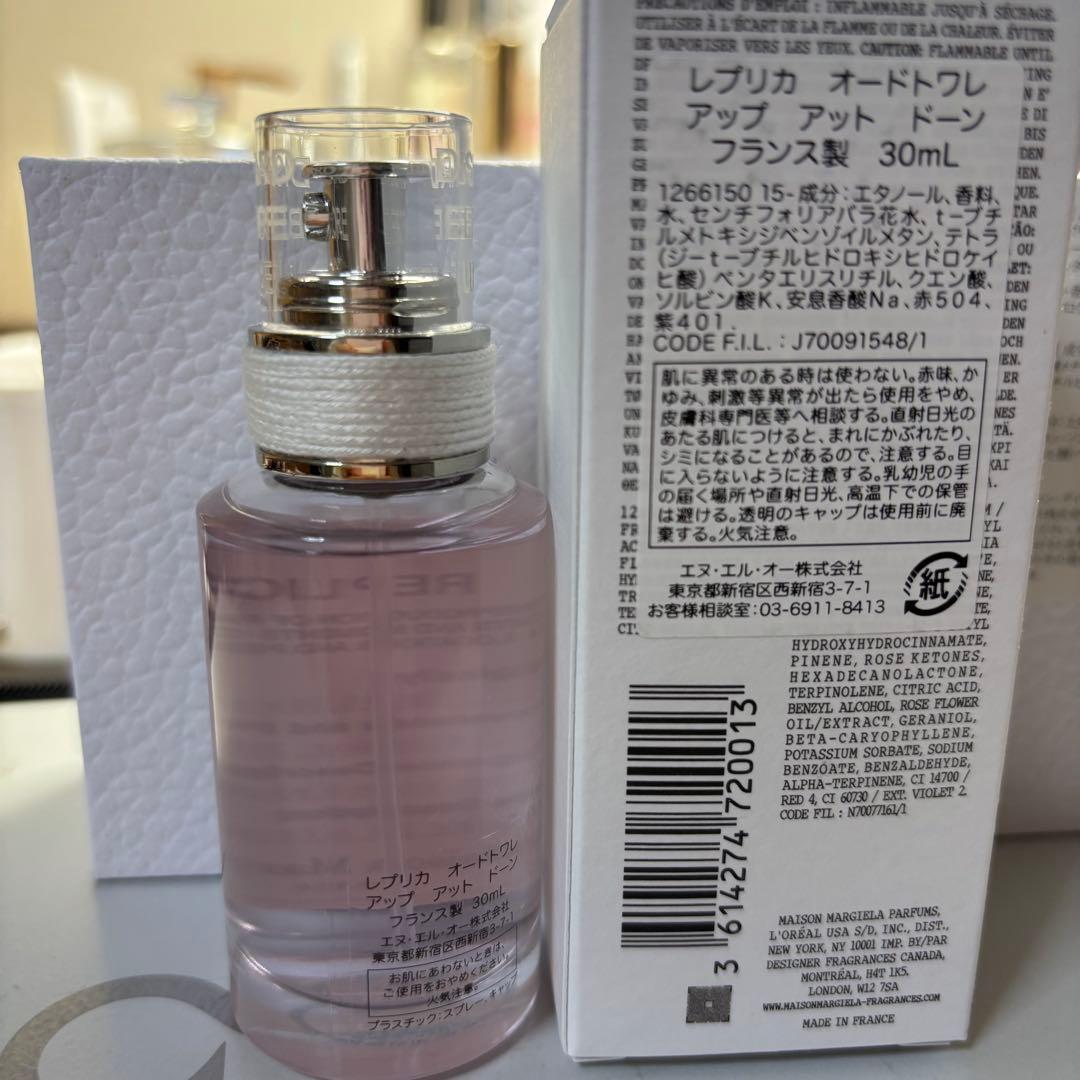 PRÉCAUTIONS D'EMPLOI : INFLAMMABLE JUSQU'À SÉCHAGE.
UTILISER À L'ÉCART DE LA FLAMME OU DE LA CHALEUR. ÉVITER
DE VAPORISER VERS LES YEUX. CAUTION: FLAMMABLE UNTIL
レプリカ オードトワレ
アップ アット ドーン
フランス製 30mL
1266150 15-成分:エタノール、香料、
水、センチフォリアバラ花水、t-ブチ
ルメトキシジベンゾイルメタン、テトラ
(ジ-t-ブチルヒドロキシヒドロケイ
ヒ酸)ペンタエリスリチル、クエン酸、
ソルビン酸K、安息香酸Na、赤504、
紫401.
CODE F.I.L. : J70091548/1
肌に異常のある時は使わない。赤味、か
ゆみ、刺激等異常が出たら使用をやめ、
皮膚科専門医等へ相談する。直射日光の
あたる肌につけると、まれにかぶれたり、
シミになることがあるので、注意する。目
に入らないように注意する。乳幼児の手
の届く場所や直射日光、高温下での保管
は避ける。透明のキャップは使用前に廃
棄する。火気注意。
エヌ・エル・オー株式会社
東京都新宿区西新宿3-7-1
お客様相談室:03-6911-8413
紙
HYDROXYHYDROCINNAMATE,
PINENE, ROSE KETONES,
HEXADECANOLACTONE,
TERPINOLENE, CITRIC ACID,
BENZYL ALCOHOL, ROSE FLOWER
OIL/EXTRACT, GERANIOL,
BETA-CARYOPHYLLENE,
POTASSIUM SORBATE, SODIUM
BENZOATE, BENZALDEHYDE,
ALPHA-TERPINENE, CI 14700 /
RED 4, CI 60730 / EXT. VIOLET 2.
CODE FIL : N70077161/1
3 614274 720013
MAISON MARGIELA PARFUMS,
L'ORÉAL USA S/D, INC., DIST.,
NEW YORK, NY 10001 IMP. BY/PAR
DESIGNER FRAGRANCES CANADA,
MONTRÉAL, H4T 1K5.
LONDON, W12 7SA
WWW.MAISONMARGIELA-FRAGRANCES.COM
MADE IN FRANCE
レプリカ オードトワレ
アップ アット ドーン
フランス製 30mL
エヌ・エル・オー株式会社
東京都新宿区西新宿3-7-1
お肌にあわないときは、
ご使用をおやめください。
火気注意。
プラスチック:スプレー、キャップ